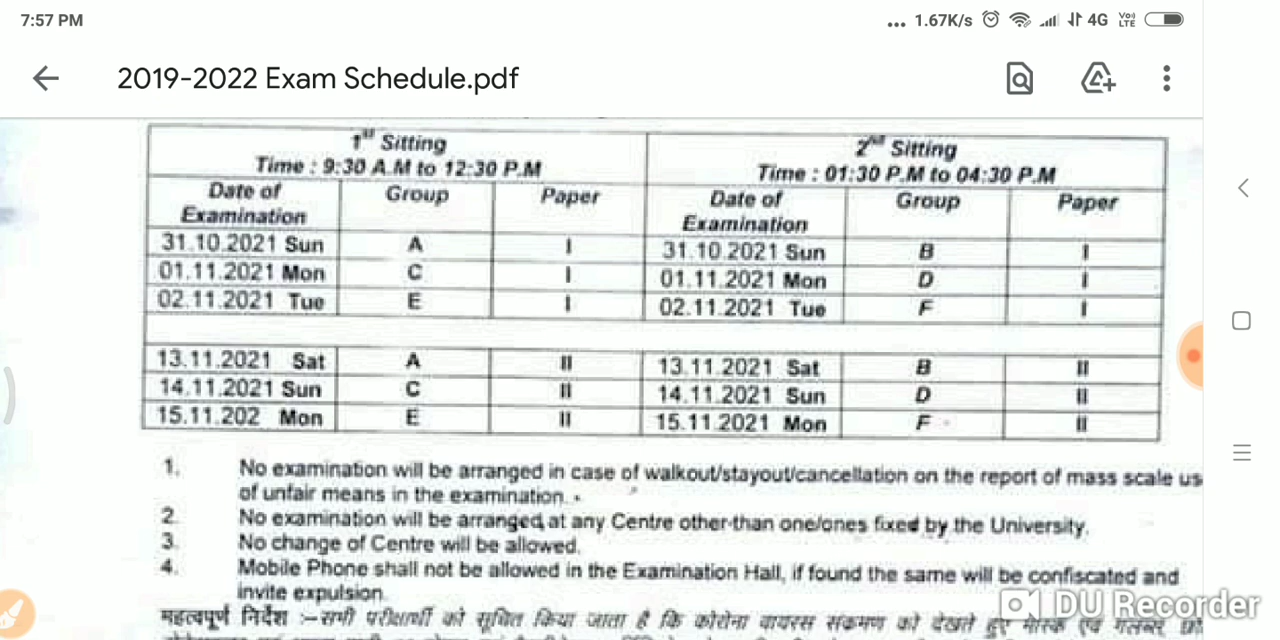 7:57 PM
... 1.67K/s 4G Vo) LTE
2019-2022 Exam Schedule.pdf
1st Sitting
Time : 9:30 A.M to 12:30 P.M
2nd Sitting
Time : 01:30 P.M to 04:30 P.M
Date of Examination Group Paper Date of Examination Group Paper
31.10.2021 Sun A I 31.10.2021 Sun B I
01.11.2021 Mon C I 01.11.2021 Mon D I
02.11.2021 Tue E I 02.11.2021 Tue F I
13.11.2021 Sat A II 13.11.2021 Sat B II
14.11.2021 Sun C II 14.11.2021 Sun D II
15.11.202 Mon E II 15.11.2021 Mon F II
1. No examination will be arranged in case of walkout/stayout/cancellation on the report of mass scale us
of unfair means in the examination.
2. No examination will be arranged at any Centre other than one/ones fixed by the University.
3. No change of Centre will be allowed.
4. Mobile Phone shall not be allowed in the Examination Hall, if found the same will be confiscated and
invite expulsion.
महत्वपूर्ण निर्देश :–सभी परीक्षार्थी को सूचित किया जाता है कि कोरोना वायरस संक्रमण को देखते हुए मास्क एवं
DU Recorder